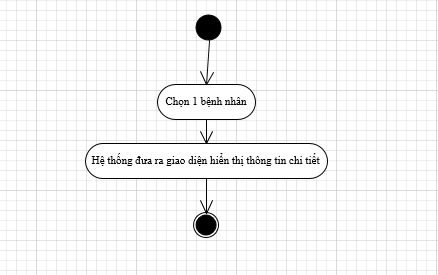 Chọn 1 bệnh nhân
Hệ thống đưa ra giao diện hiển thị thông tin chi tiết